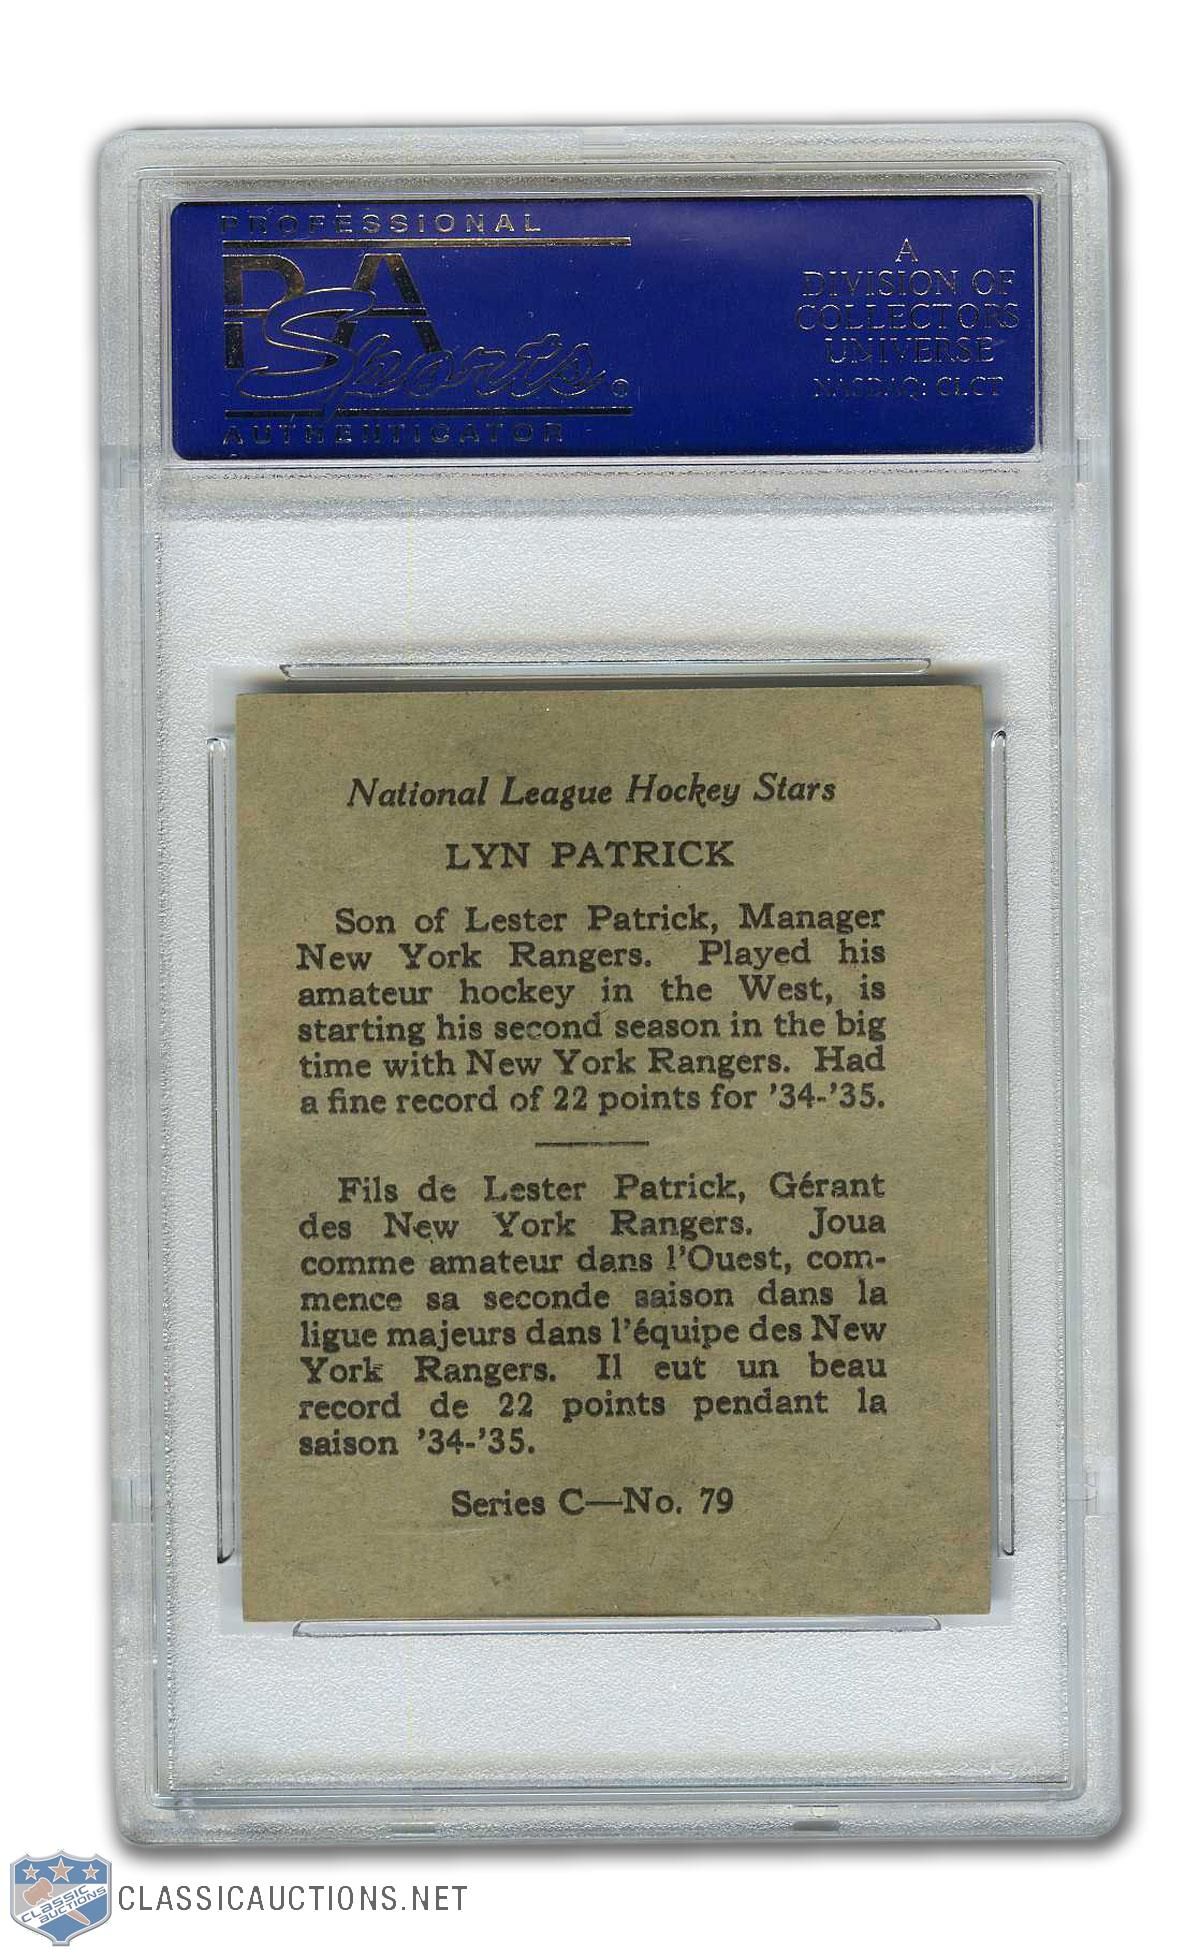 PROFESSIONAL
PSA
Sports®
AUTHENTICATOR
A
DIVISION OF
COLLECTORS
UNIVERSE
NASDAQ: CLCT
National League Hockey Stars
LYN PATRICK
Son of Lester Patrick, Manager
New York Rangers. Played his
amateur hockey in the West, is
starting his second season in the big
time with New York Rangers. Had
a fine record of 22 points for '34-'35.
Fils de Lester Patrick, Gérant
des New York Rangers. Joua
comme amateur dans l'Ouest, com-
mence sa seconde saison dans la
ligue majeurs dans l'équipe des New
York Rangers. Il eut un beau
record de 22 points pendant la
saison '34-'35.
Series C—No. 79
CLASSIC
AUCTIONS
CLASSICAUCTIONS.NET